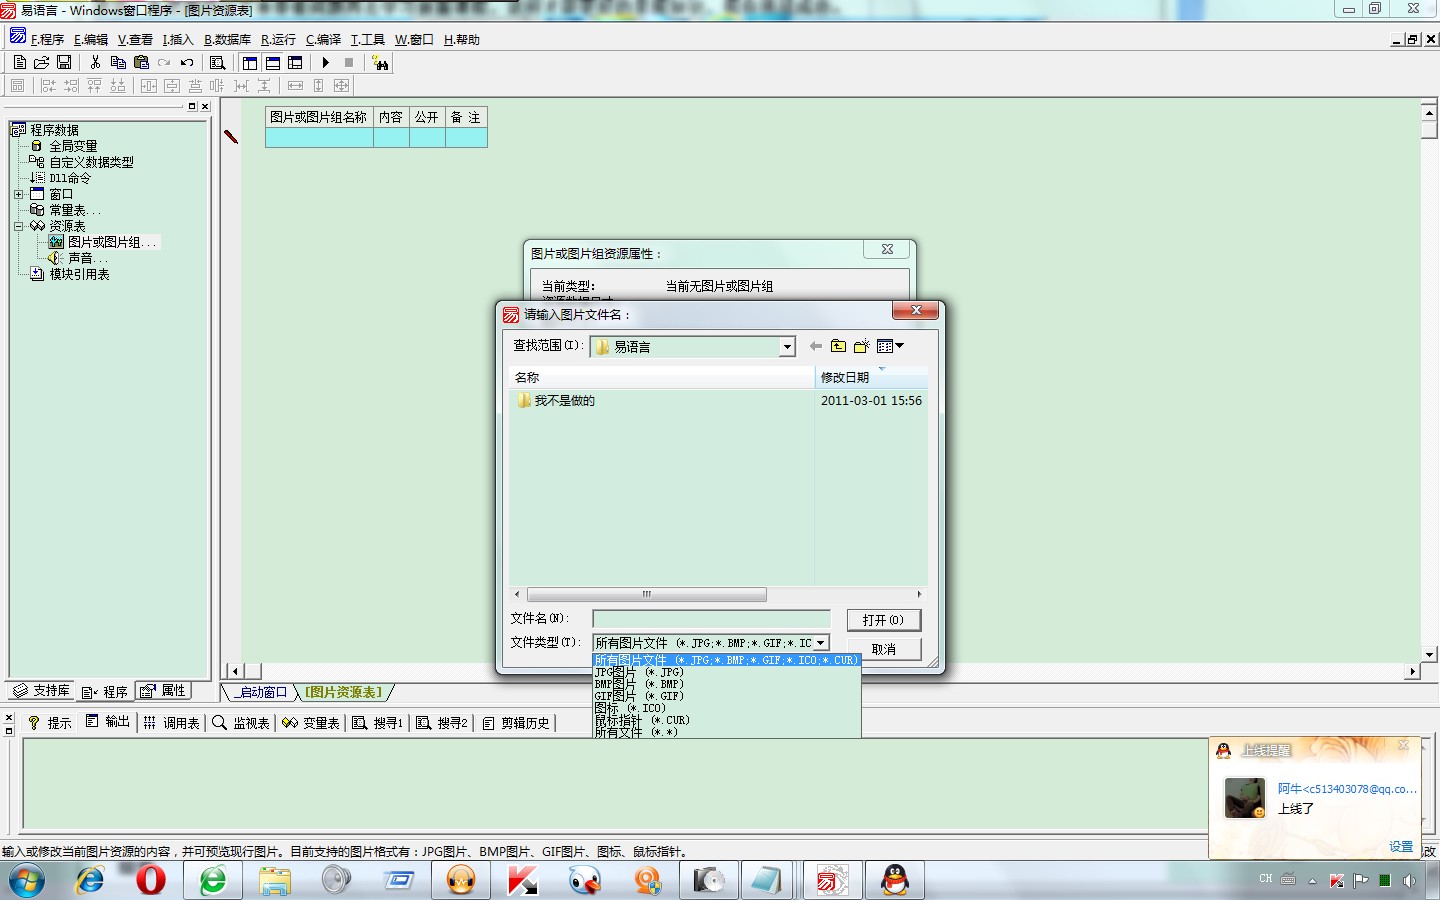 易语言 - Windows窗口程序 - [图片资源表]
F.程序 E.编辑 V.查看 I.插入 B.数据库 R.运行 C.编译 T.工具 W.窗口 H.帮助
程序数据
全局变量
自定义数据类型
Dll命令
窗口
常量表...
资源表
图片或图片组...
声音...
模块引用表
图片或图片组名称 内容 公开 备 注
图片或图片组资源属性：
当前类型： 当前无图片或图片组
请输入图片文件名：
查找范围(I): 易语言
名称 修改日期
我不是做的 2011-03-01 15:56
文件名(N):
打开(O)
文件类型(T): 所有图片文件 (*.JPG;*.BMP;*.GIF;*.IC
取消
所有图片文件 (*.JPG;*.BMP;*.GIF;*.ICO;*.CUR)
JPG图片 (*.JPG)
BMP图片 (*.BMP)
GIF图片 (*.GIF)
图标 (*.ICO)
鼠标指针 (*.CUR)
所有文件 (*.*)
支持库 程序 属性
_启动窗口 [图片资源表]
提示 输出 调用表 监视表 变量表 搜寻1 搜寻2 剪辑历史
上线提醒
阿牛<c513403078@qq.co...
上线了
设置
输入或修改当前图片资源的内容，并可预览现行图片。目前支持的图片格式有：JPG图片、BMP图片、GIF图片、图标、鼠标指针。
改
CH